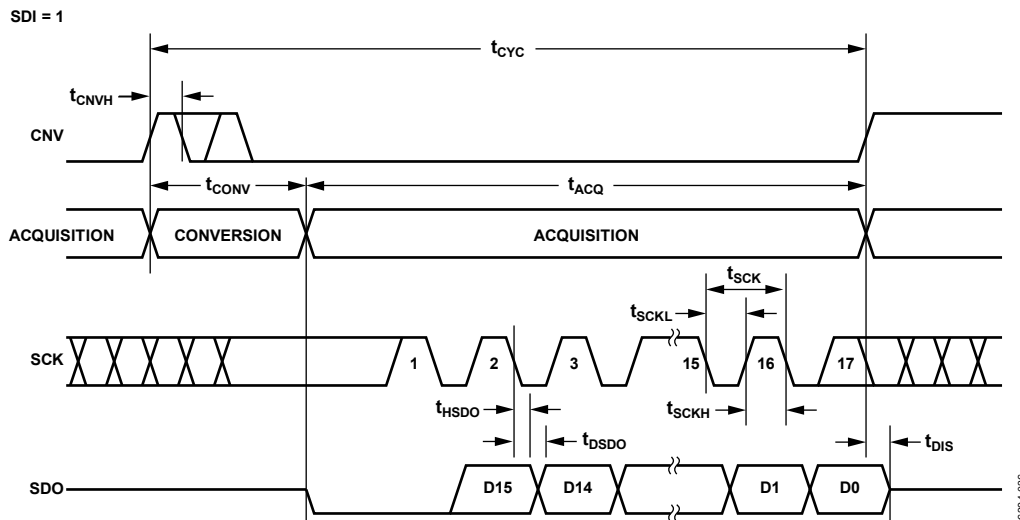 SDI = 1
tCYC
tCNVH
CNV
tCONV
tACQ
ACQUISITION
CONVERSION
ACQUISITION
tSCK
tSCKL
SCK
1
2
3
15
16
17
tHSDO
tSCKH
tDSDO
tDIS
SDO
D15
D14
D1
D0